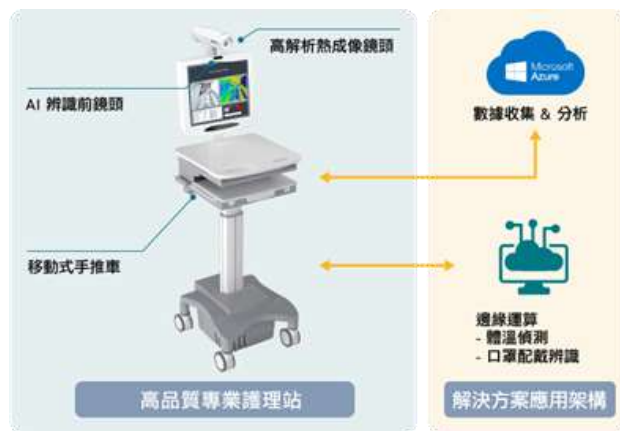 高解析熱成像鏡頭
AI 辨識前鏡頭
移動式手推車
高品質專業護理站
Microsoft
Azure
數據收集 & 分析
邊緣運算
- 體溫偵測
- 口罩配戴辨識
解決方案應用架構